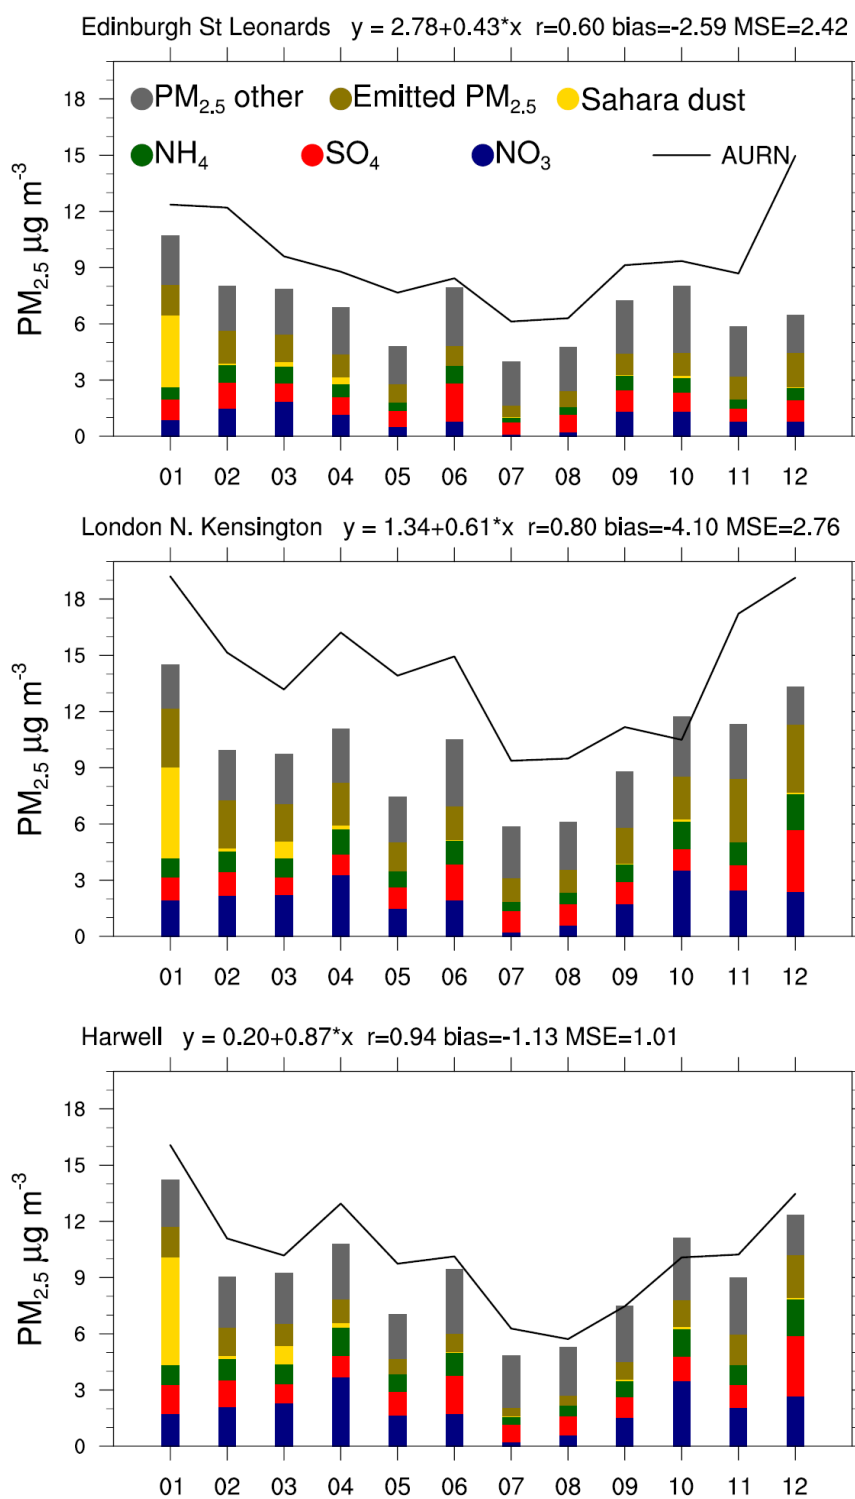 Edinburgh St Leonards y = 2.78+0.43*x r=0.60 bias=-2.59 MSE=2.42
PM2.5 other Emitted PM2.5 Sahara dust
NH4 SO4 NO3 AURN
PM2.5 µg m-3
18
15
12
9
6
3
0
01 02 03 04 05 06 07 08 09 10 11 12
London N. Kensington y = 1.34+0.61*x r=0.80 bias=-4.10 MSE=2.76
PM2.5 µg m-3
18
15
12
9
6
3
0
01 02 03 04 05 06 07 08 09 10 11 12
Harwell y = 0.20+0.87*x r=0.94 bias=-1.13 MSE=1.01
PM2.5 µg m-3
18
15
12
9
6
3
0
01 02 03 04 05 06 07 08 09 10 11 12